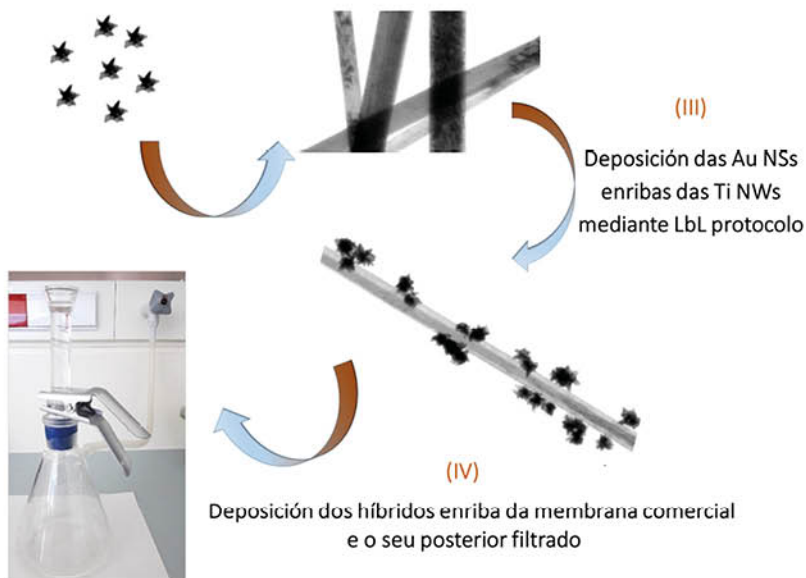 (III)
Deposición das Au NSs
enribas das Ti NWs
mediante LbL protocolo
(IV)
Deposición dos híbridos enriba da membrana comercial
e o seu posterior filtrado